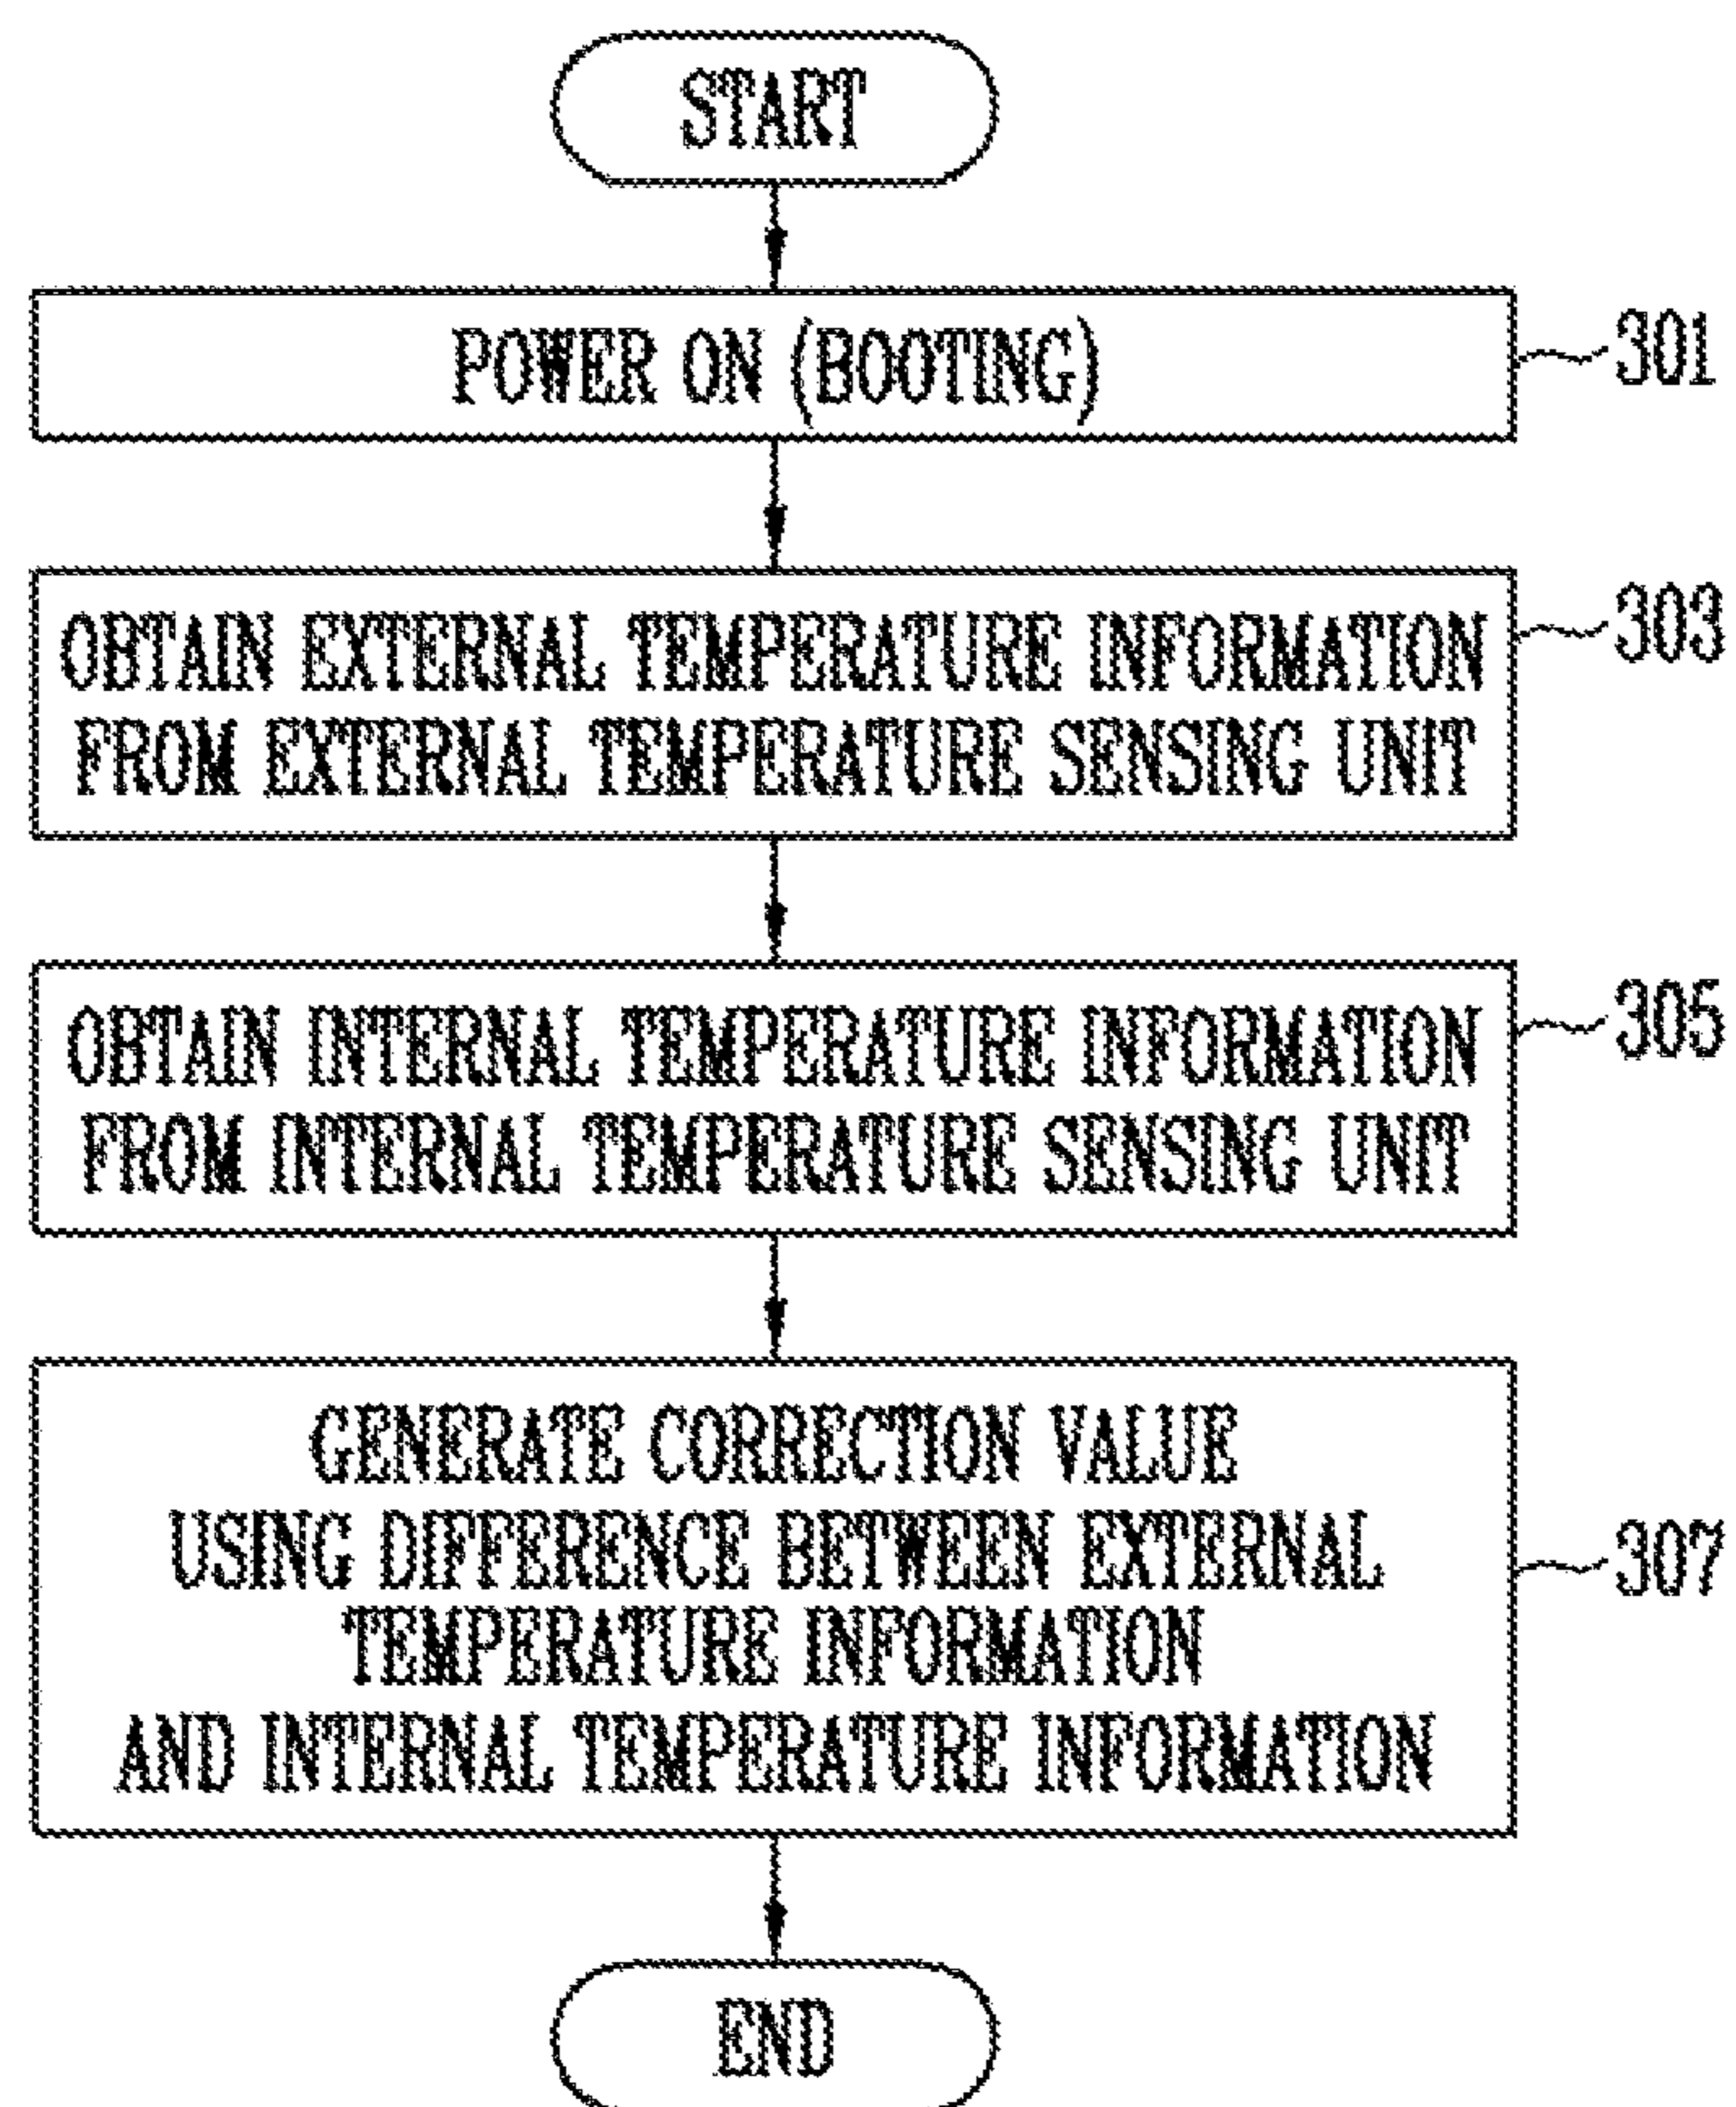 START
POWER ON (BOOTING)
301
OBTAIN EXTERNAL TEMPERATURE INFORMATION
FROM EXTERNAL TEMPERATURE SENSING UNIT
303
OBTAIN INTERNAL TEMPERATURE INFORMATION
FROM INTERNAL TEMPERATURE SENSING UNIT
305
GENERATE CORRECTION VALUE
USING DIFFERENCE BETWEEN EXTERNAL
TEMPERATURE INFORMATION
AND INTERNAL TEMPERATURE INFORMATION
307
END